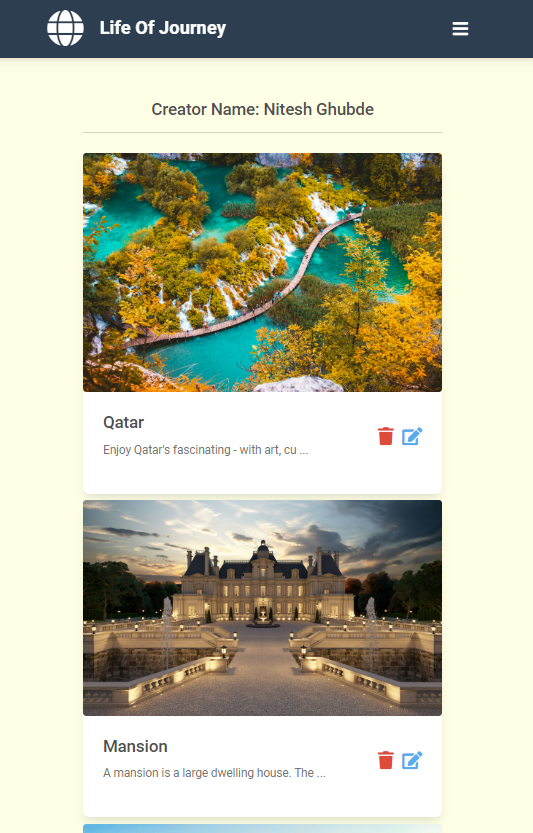 Life Of Journey
Creator Name: Nitesh Ghubde
Qatar
Enjoy Qatar's fascinating - with art, cu ...
Mansion
A mansion is a large dwelling house. The ...